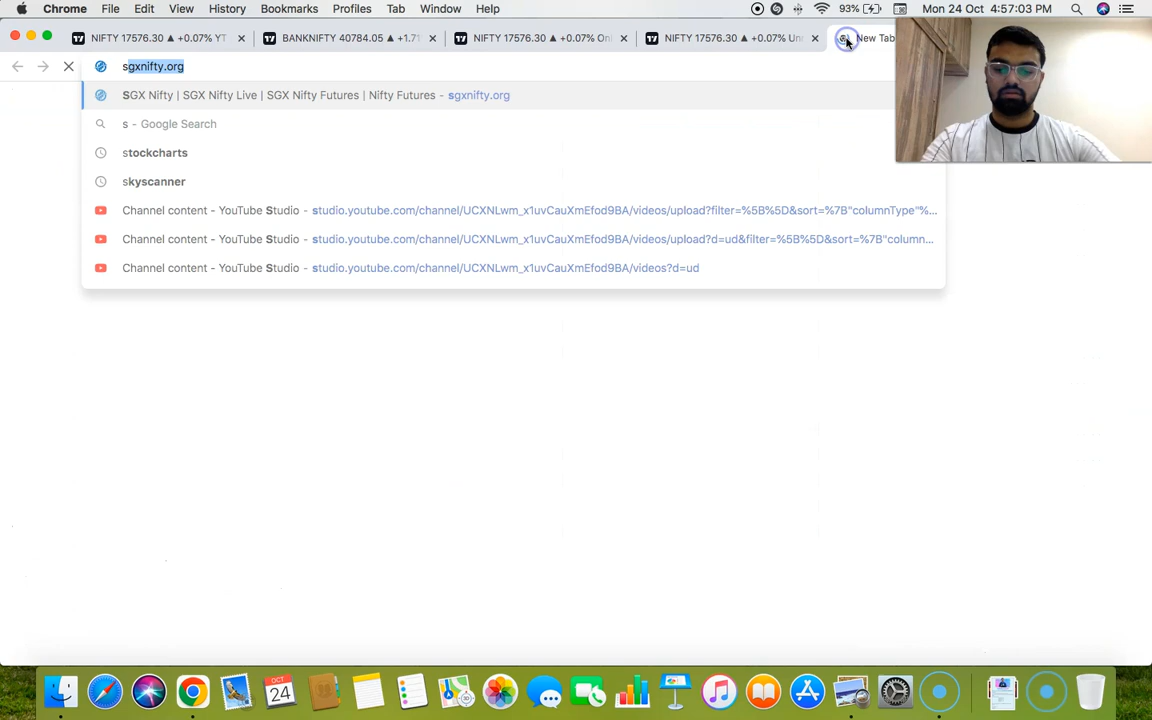 Chrome File Edit View History Bookmarks Profiles Tab Window Help 93% Mon 24 Oct 4:57:03 PM
NIFTY 17576.30 ▲ +0.07% YT BANKNIFTY 40784.05 ▲ +1.7 NIFTY 17576.30 ▲ +0.07% On NIFTY 17576.30 ▲ +0.07% Un New Tab
sgxnifty.org
SGX Nifty | SGX Nifty Live | SGX Nifty Futures | Nifty Futures - sgxnifty.org
s - Google Search
stockcharts
skyscanner
Channel content - YouTube Studio - studio.youtube.com/channel/UCXNLwm_x1uvCauXmEfod9BA/videos/upload?filter=%5B%5D&sort=%7B"columnType"%...
Channel content - YouTube Studio - studio.youtube.com/channel/UCXNLwm_x1uvCauXmEfod9BA/videos/upload?d=ud&filter=%5B%5D&sort=%7B"column...
Channel content - YouTube Studio - studio.youtube.com/channel/UCXNLwm_x1uvCauXmEfod9BA/videos?d=ud
OCT
24